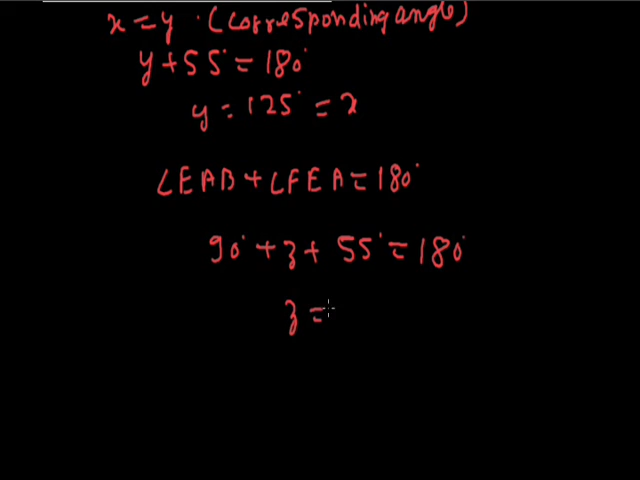 x = y . (corresponding angle)
y + 55° = 180°
y = 125° = x
∠EAB + ∠FEA = 180°
90° + z + 55° = 180°
z =